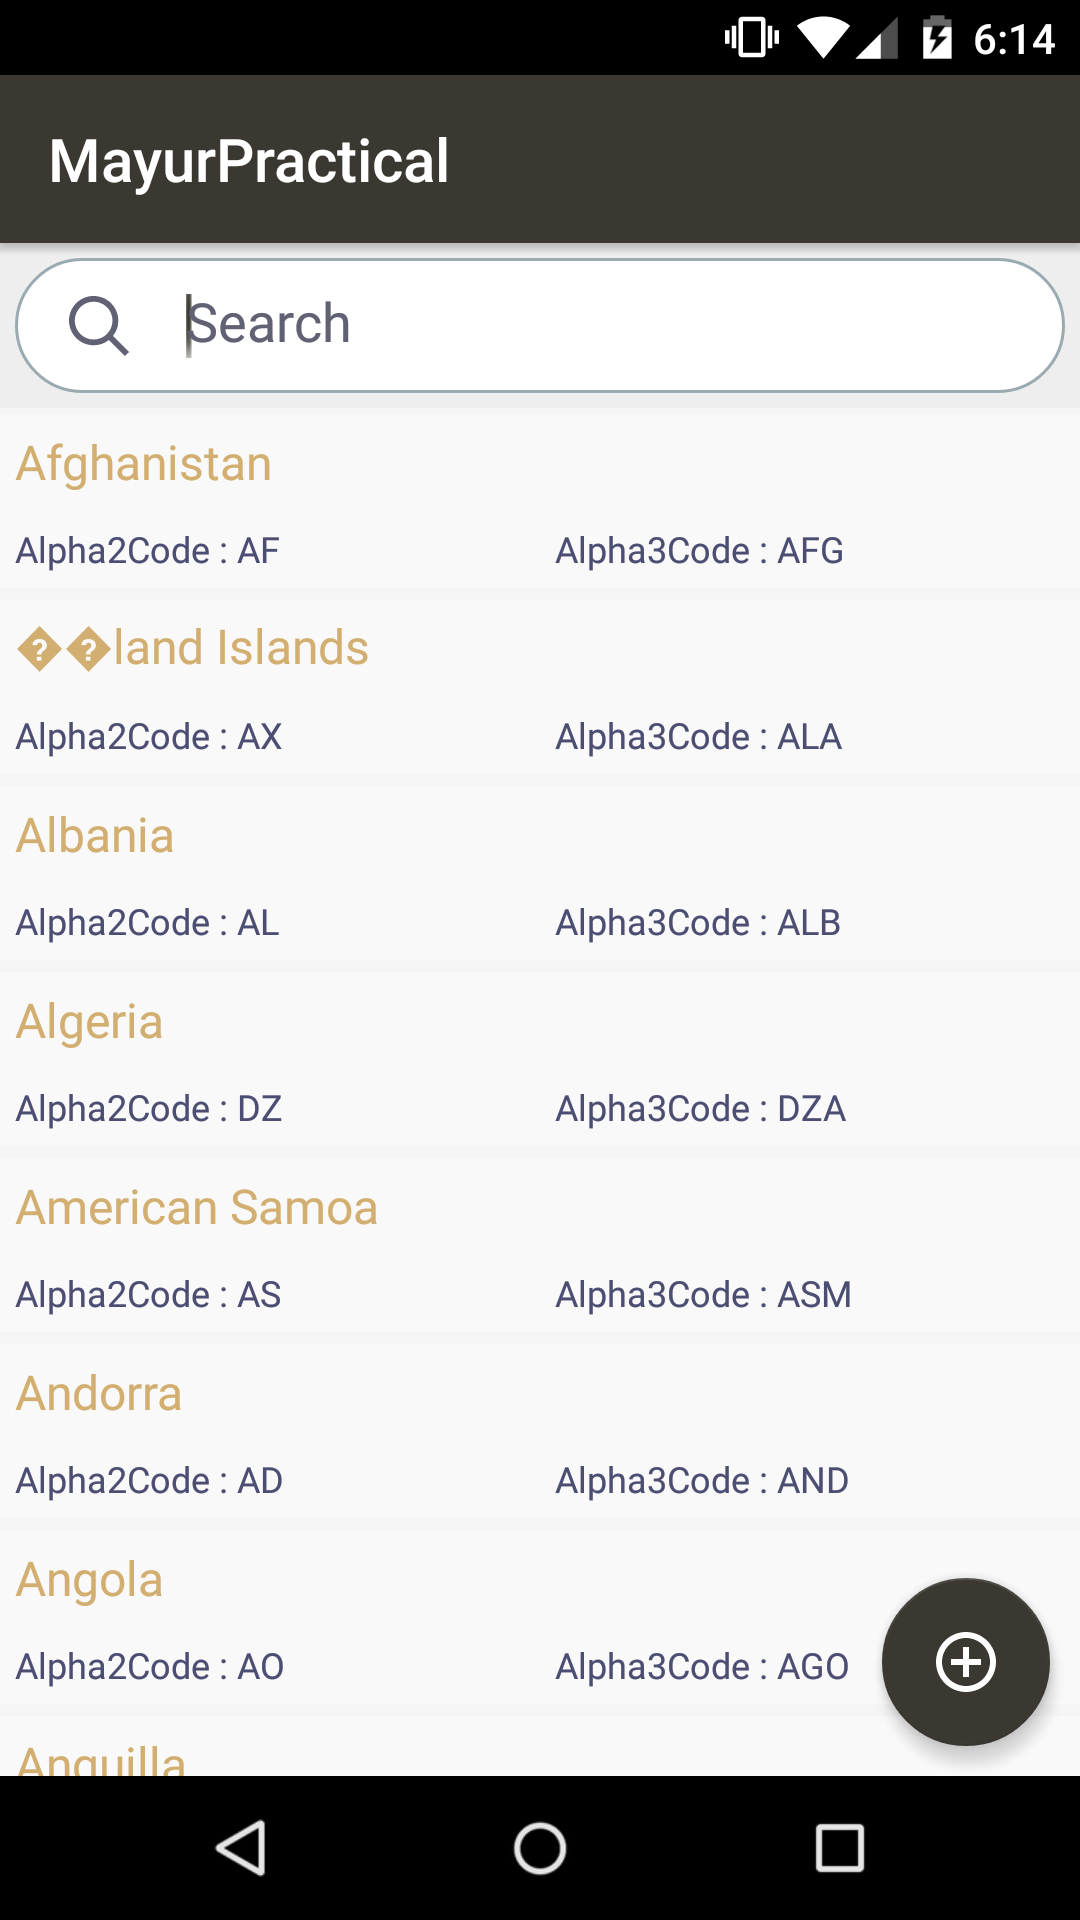 6:14
MayurPractical
Search
Afghanistan
Alpha2Code : AF Alpha3Code : AFG
��land Islands
Alpha2Code : AX Alpha3Code : ALA
Albania
Alpha2Code : AL Alpha3Code : ALB
Algeria
Alpha2Code : DZ Alpha3Code : DZA
American Samoa
Alpha2Code : AS Alpha3Code : ASM
Andorra
Alpha2Code : AD Alpha3Code : AND
Angola
Alpha2Code : AO Alpha3Code : AGO
Anguilla